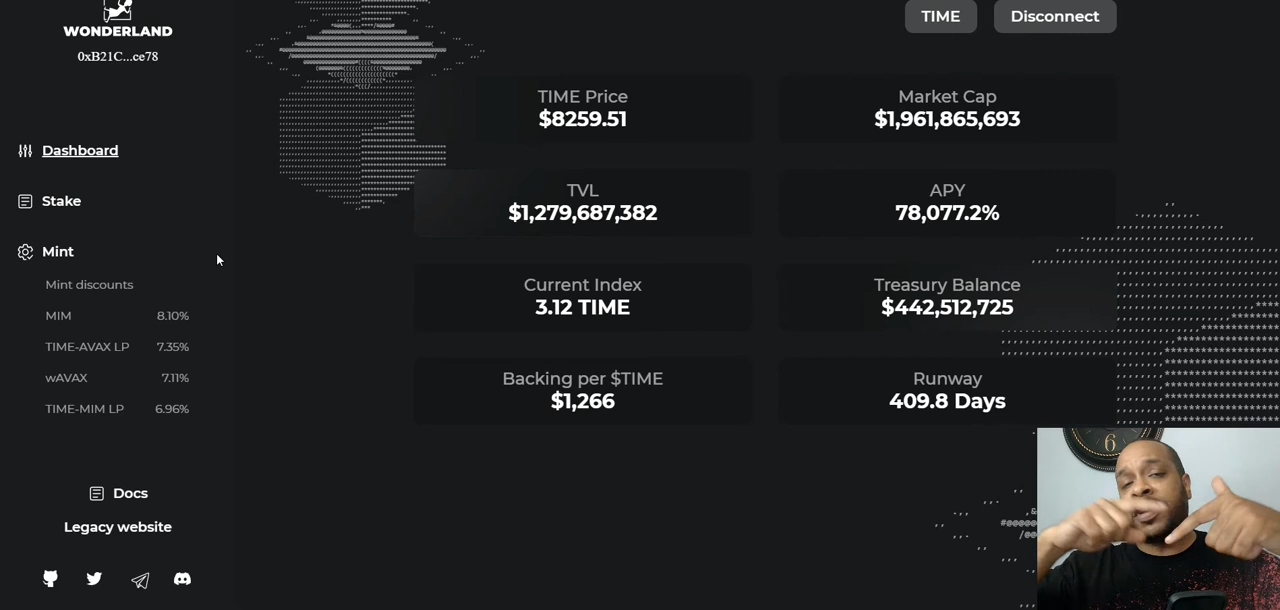 WONDERLAND
0xB21C...ce78
TIME
Disconnect
Dashboard
Stake
Mint
Mint discounts
MIM 8.10%
TIME-AVAX LP 7.35%
wAVAX 7.11%
TIME-MIM LP 6.96%
Docs
Legacy website
TIME Price
$8259.51
Market Cap
$1,961,865,693
TVL
$1,279,687,382
APY
78,077.2%
Current Index
3.12 TIME
Treasury Balance
$442,512,725
Backing per $TIME
$1,266
Runway
409.8 Days
6